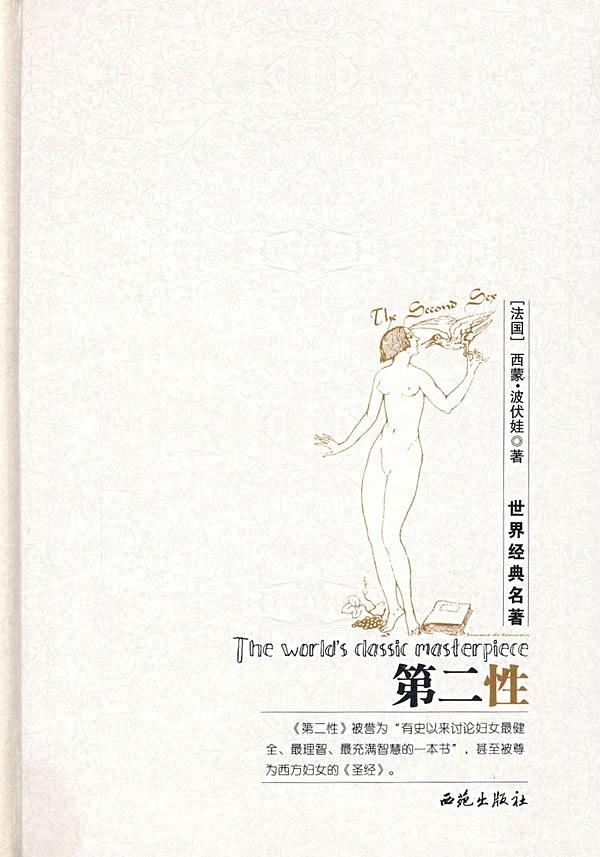 The Second Sex
[法国] 西蒙·波伏娃◎著
世界经典名著
Simone de Beauvoir
The world's classic masterpiece
第二性
《第二性》被誉为“有史以来讨论妇女最健
全、最理智、最充满智慧的一本书”，甚至被尊
为西方妇女的《圣经》。
西苑出版社